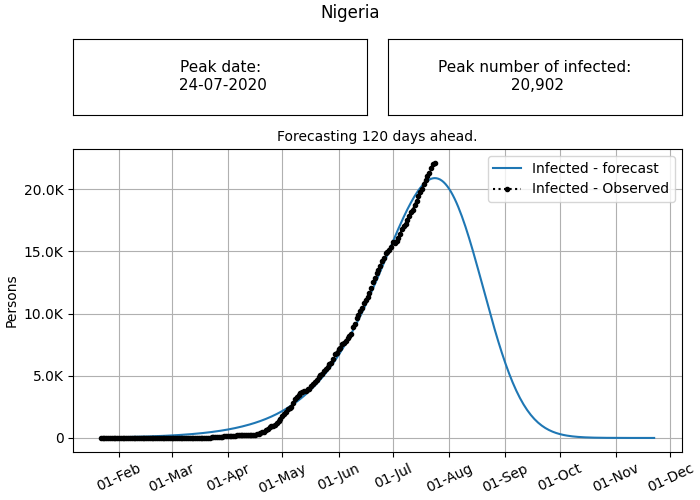 Nigeria
Peak date:
24-07-2020
Peak number of infected:
20,902
Forecasting 120 days ahead.
Infected - forecast
Infected - Observed
20.0K
15.0K
10.0K
5.0K
0
Persons
01-Feb
01-Mar
01-Apr
01-May
01-Jun
01-Jul
01-Aug
01-Sep
01-Oct
01-Nov
01-Dec